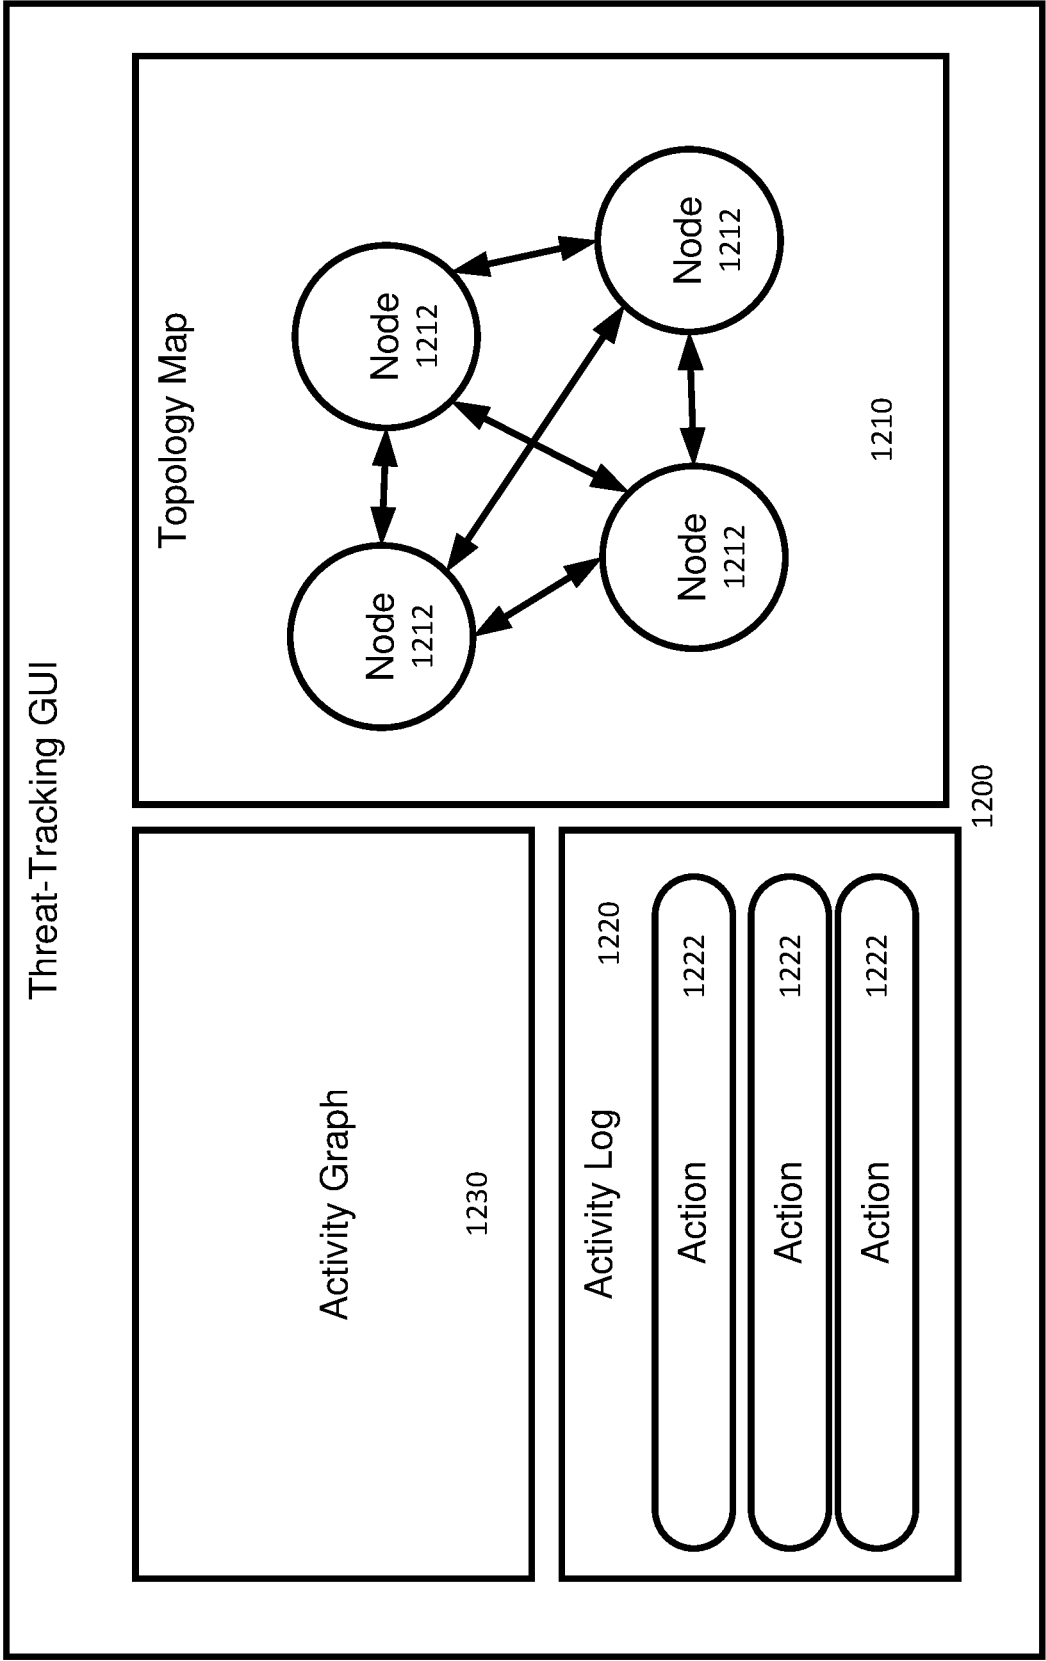 Threat-Tracking GUI
Activity Graph
1230
Activity Log 1220
Action 1222
Action 1222
Action 1222
Topology Map
Node
1212
Node
1212
Node
1212
Node
1212
1210
1200